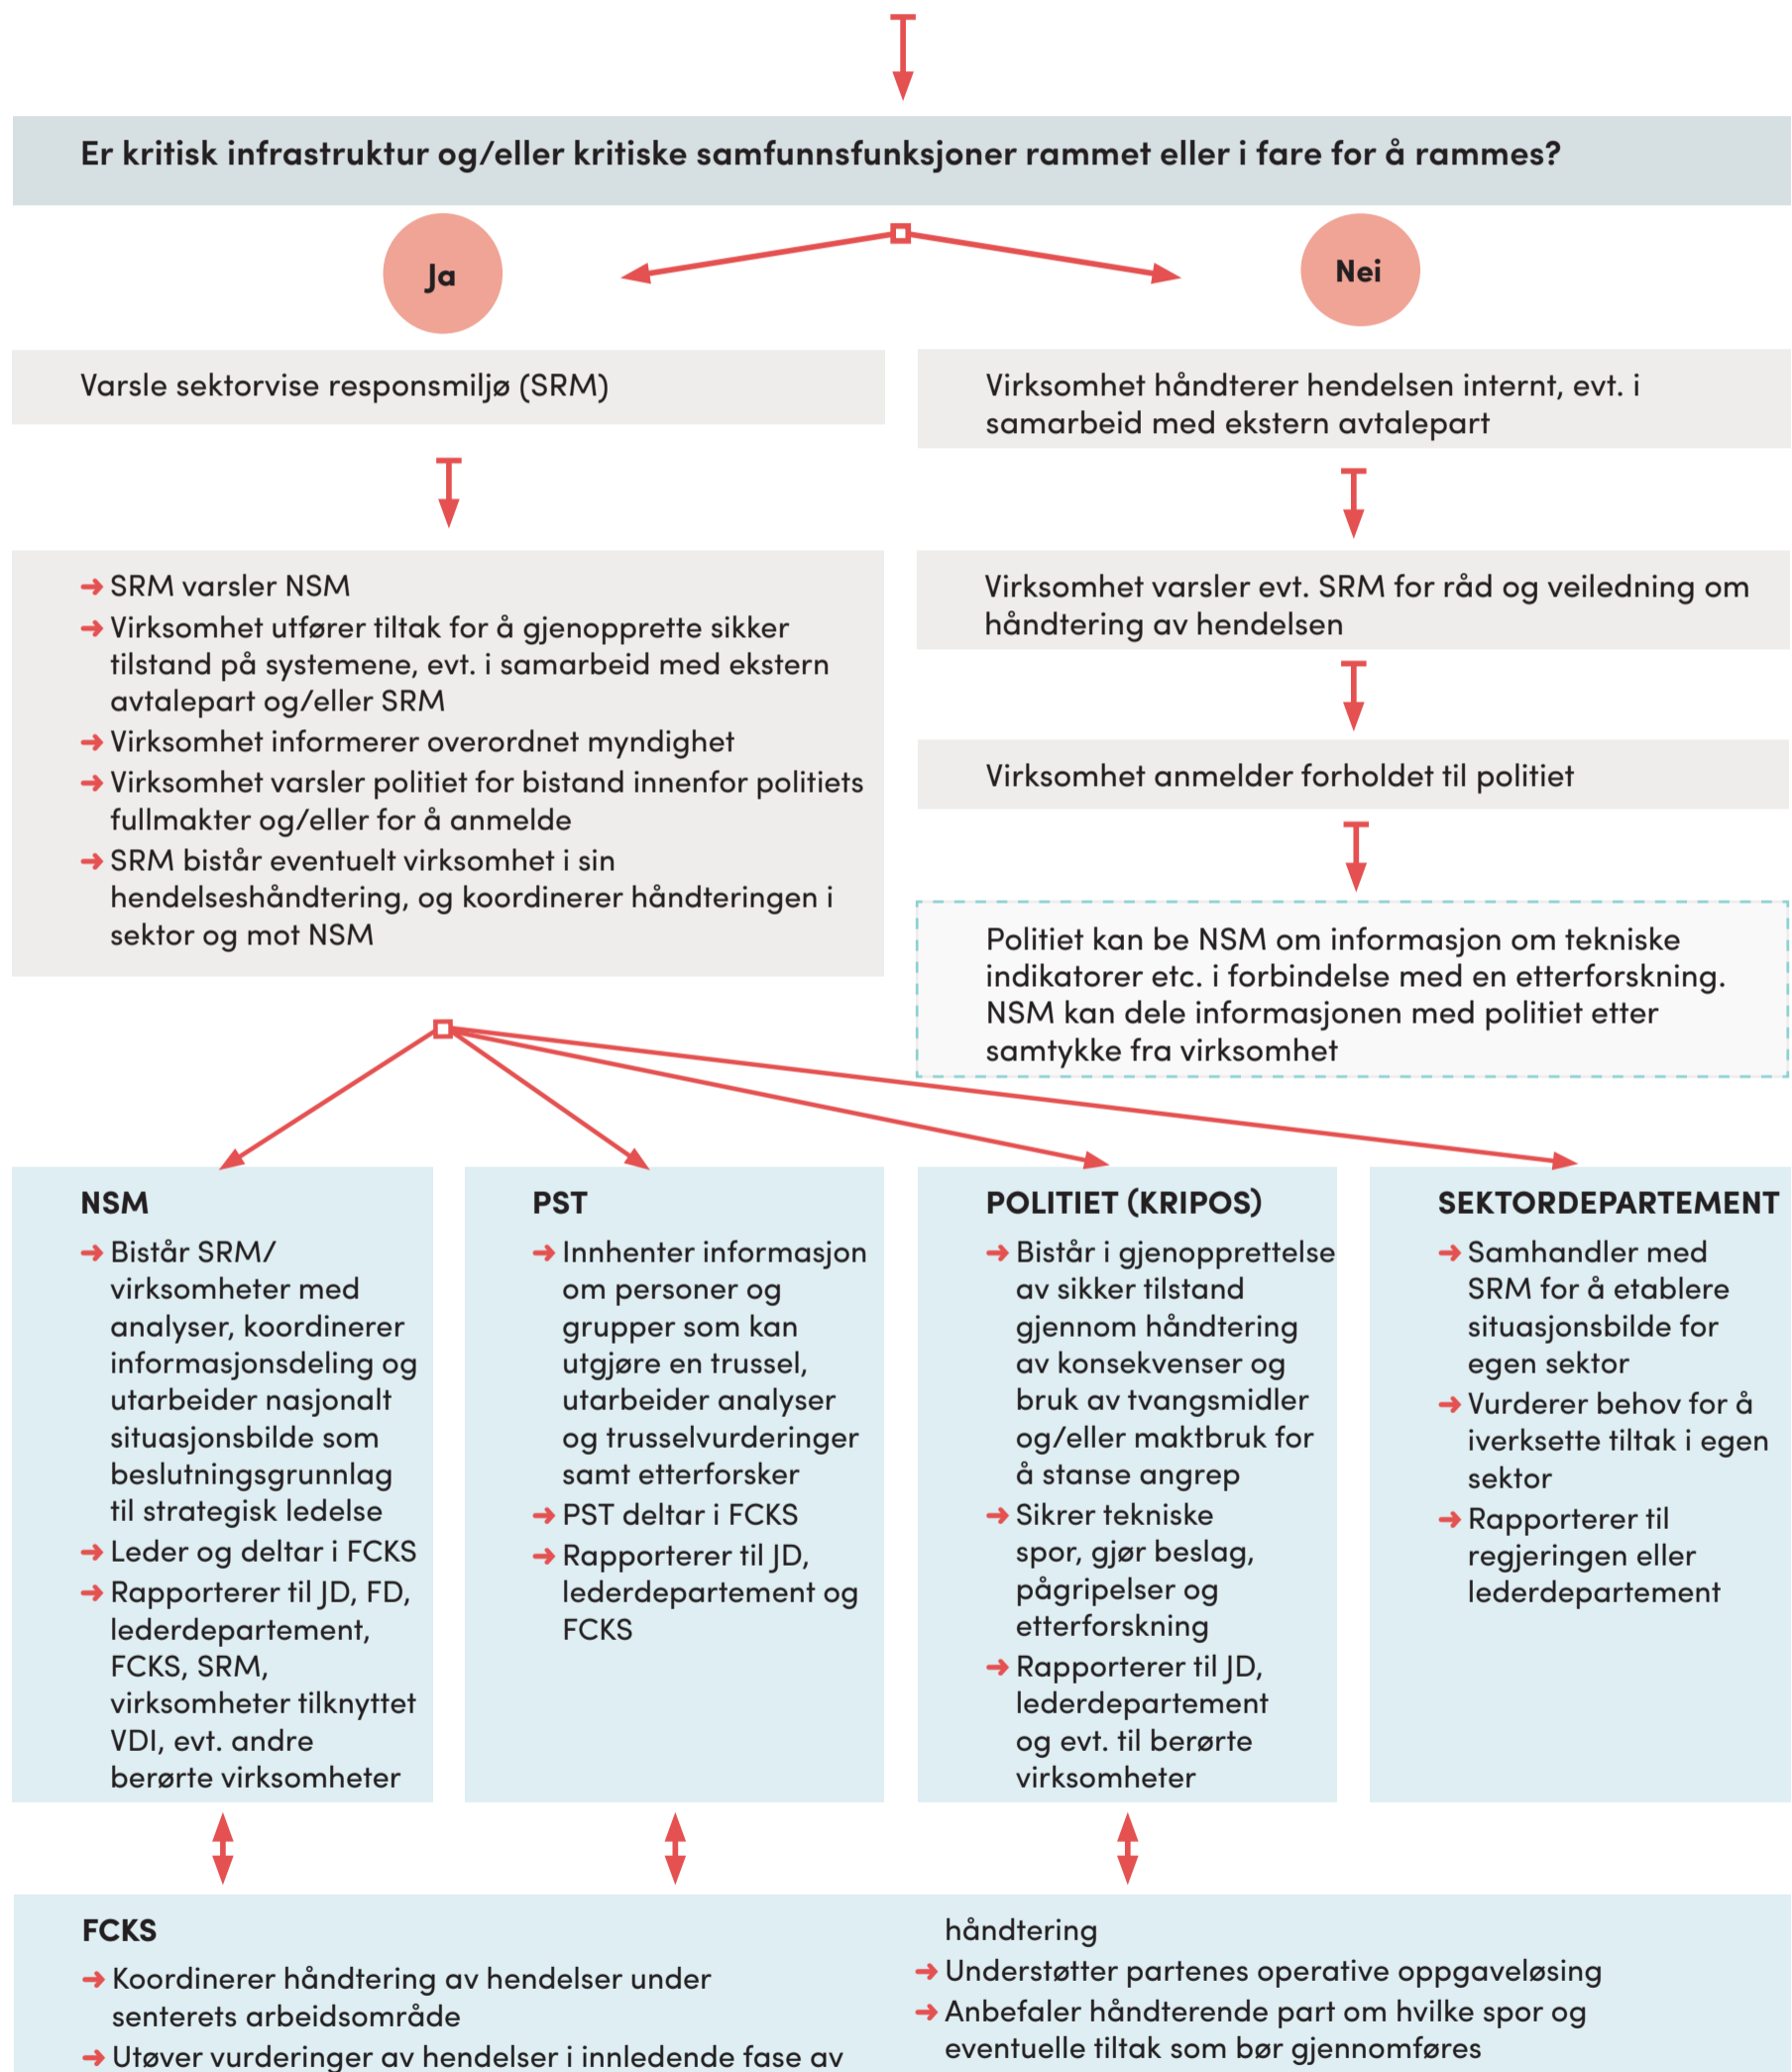 Er kritisk infrastruktur og/eller kritiske samfunnsfunksjoner rammet eller i fare for å rammes?
Ja
Nei
Varsle sektorvise responsmiljø (SRM)
➜ SRM varsler NSM
➜ Virksomhet utfører tiltak for å gjenopprette sikker
tilstand på systemene, evt. i samarbeid med ekstern
avtalepart og/eller SRM
➜ Virksomhet informerer overordnet myndighet
➜ Virksomhet varsler politiet for bistand innenfor politiets
fullmakter og/eller for å anmelde
➜ SRM bistår eventuelt virksomhet i sin
hendelseshåndtering, og koordinerer håndteringen i
sektor og mot NSM
Virksomhet håndterer hendelsen internt, evt. i
samarbeid med ekstern avtalepart
Virksomhet varsler evt. SRM for råd og veiledning om
håndtering av hendelsen
Virksomhet anmelder forholdet til politiet
Politiet kan be NSM om informasjon om tekniske
indikatorer etc. i forbindelse med en etterforskning.
NSM kan dele informasjonen med politiet etter
samtykke fra virksomhet
NSM
➜ Bistår SRM/
virksomheter med
analyser, koordinerer
informasjonsdeling og
utarbeider nasjonalt
situasjonsbilde som
beslutningsgrunnlag
til strategisk ledelse
➜ Leder og deltar i FCKS
➜ Rapporterer til JD, FD,
lederdepartement,
FCKS, SRM,
virksomheter tilknyttet
VDI, evt. andre
berørte virksomheter
PST
➜ Innhenter informasjon
om personer og
grupper som kan
utgjøre en trussel,
utarbeider analyser
og trusselvurderinger
samt etterforsker
➜ PST deltar i FCKS
➜ Rapporterer til JD,
lederdepartement og
FCKS
POLITIET (KRIPOS)
➜ Bistår i gjenopprettelse
av sikker tilstand
gjennom håndtering
av konsekvenser og
bruk av tvangsmidler
og/eller maktbruk for
å stanse angrep
➜ Sikrer tekniske
spor, gjør beslag,
pågripelser og
etterforskning
➜ Rapporterer til JD,
lederdepartement
og evt. til berørte
virksomheter
SEKTORDEPARTEMENT
➜ Samhandler med
SRM for å etablere
situasjonsbilde for
egen sektor
➜ Vurderer behov for å
iverksette tiltak i egen
sektor
➜ Rapporterer til
regjeringen eller
lederdepartement
FCKS
➜ Koordinerer håndtering av hendelser under
senterets arbeidsområde
➜ Utøver vurderinger av hendelser i innledende fase av
håndtering
➜ Understøtter partenes operative oppgaveløsing
➜ Anbefaler håndterende part om hvilke spor og
eventuelle tiltak som bør gjennomføres